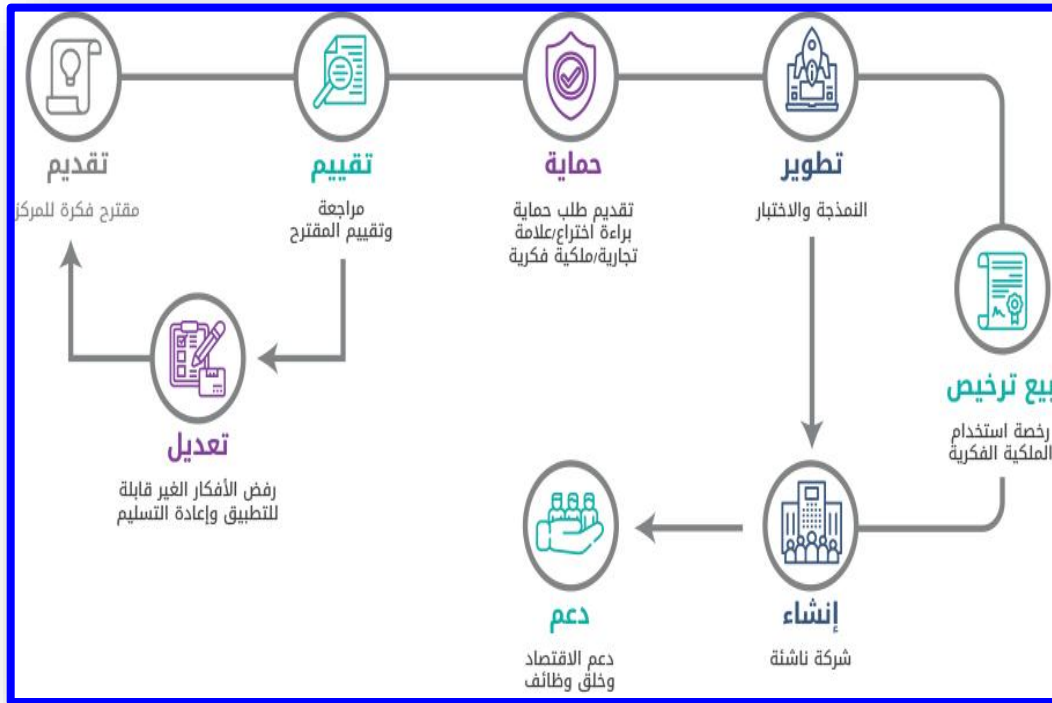 تقديم
مقترح فكرة للمركز
تقييم
مراجعة
وتقييم المقترح
حماية
تقديم طلب حماية
براءة اختراع/علامة
تجارية/ملكية فكرية
تطوير
النمذجة والاختبار
بيع ترخيص
رخصة استخدام
الملكية الفكرية
تعديل
رفض الأفكار الغير قابلة
للتطبيق وإعادة التسليم
إنشاء
شركة ناشئة
دعم
دعم الاقتصاد
وخلق وظائف